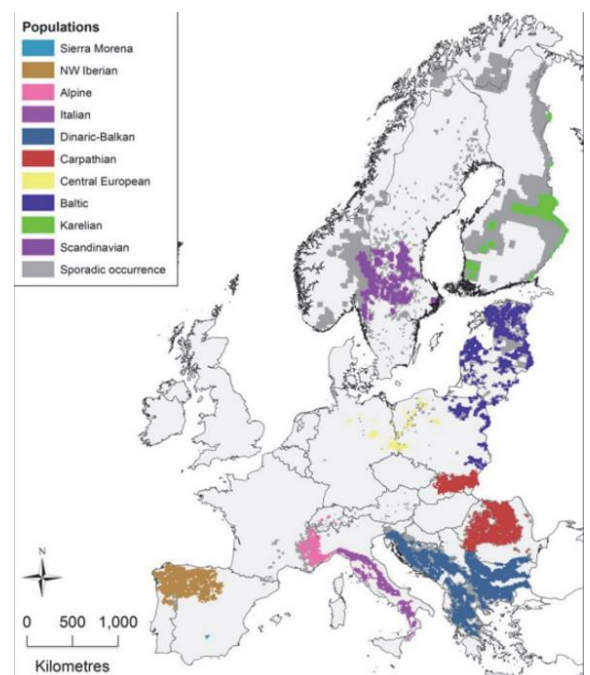 Populations
Sierra Morena
NW Iberian
Alpine
Italian
Dinaric-Balkan
Carpathian
Central European
Baltic
Karelian
Scandinavian
Sporadic occurrence
N
0 500 1,000
Kilometres